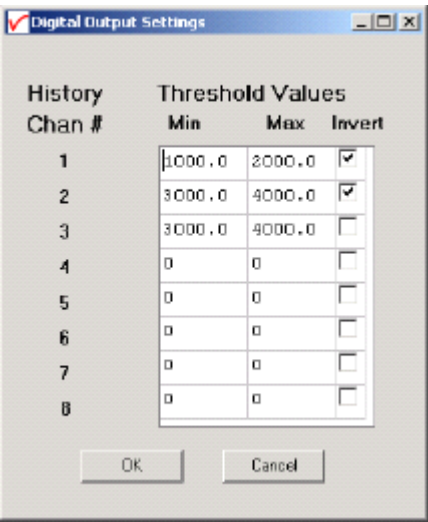 Digital Output Settings
History Threshold Values
Chan # Min Max Invert
1 1000.0 2000.0
2 3000.0 4000.0
3 3000.0 4000.0
4 0 0
5 0 0
6 0 0
7 0 0
8 0 0
OK Cancel